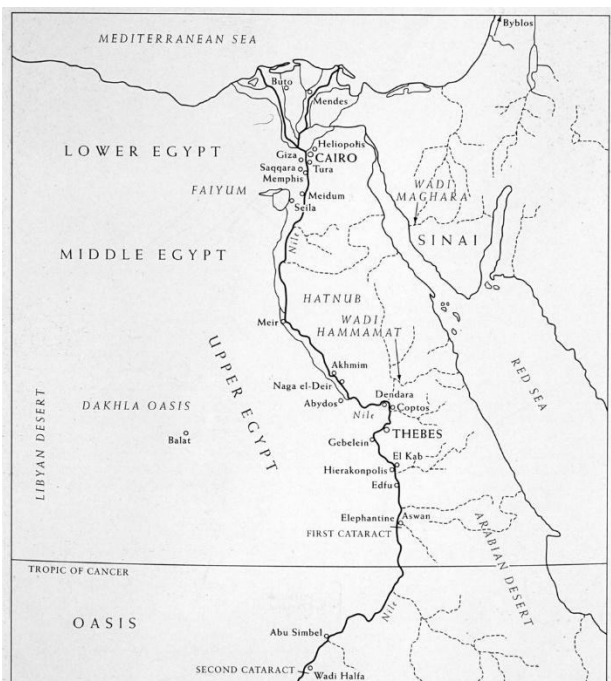 Byblos
MEDITERRANEAN SEA
Buto
Mendes
LOWER EGYPT
Heliopolis
Giza
CAIRO
Saqqara
Tura
Memphis
FAIYUM
Meidum
WADI
MAGHARA
Seila
SINAI
Nile
MIDDLE EGYPT
HATNUB
WADI
HAMMAMAT
Meir
UPPER EGYPT
RED SEA
Akhmim
Naga el-Deir
Dendara
LIBYAN DESERT
DAKHLA OASIS
Abydos
Coptos
Nile
Balat
THEBES
Gebelein
El Kab
Hierakonpolis
Edfu
Elephantine
Aswan
FIRST CATARACT
ARABIAN DESERT
TROPIC OF CANCER
OASIS
Nile
Abu Simbel
SECOND CATARACT
Wadi Halfa